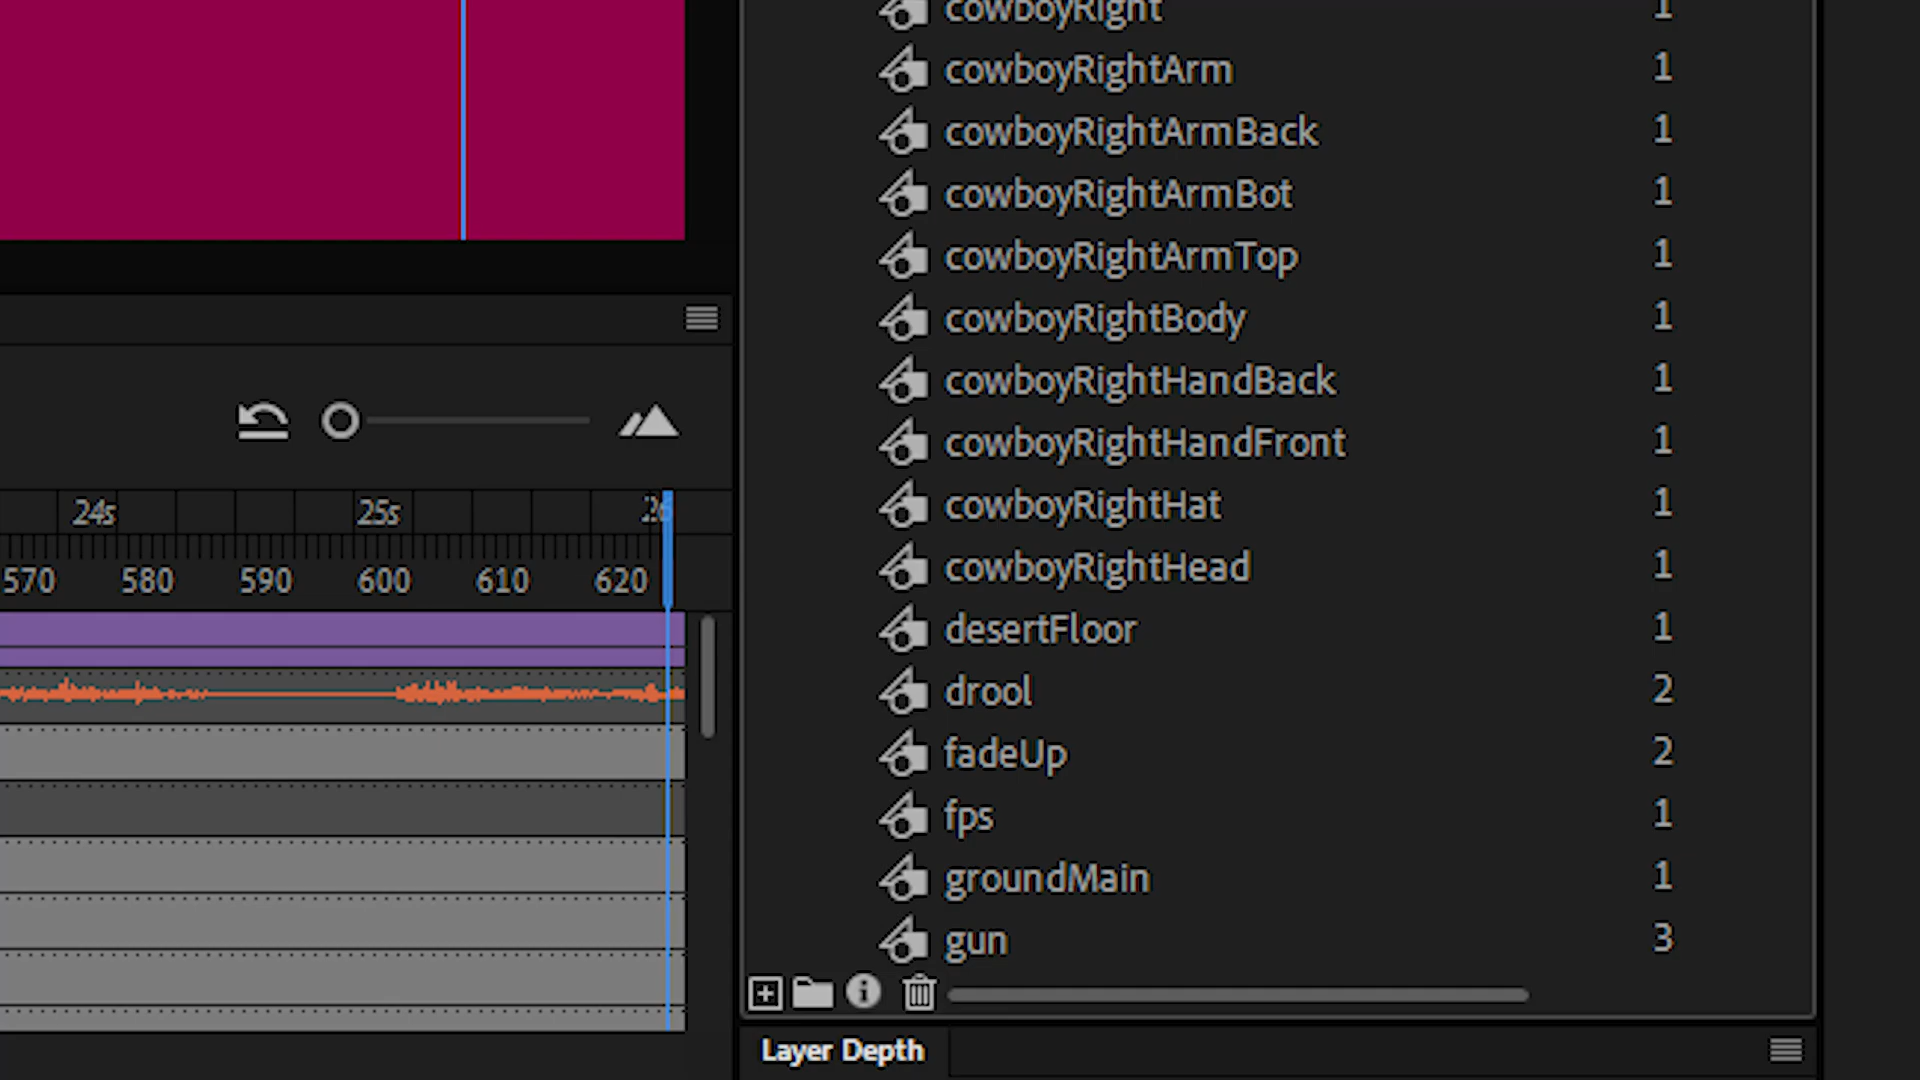 cowboyRight 1
cowboyRightArm 1
cowboyRightArmBack 1
cowboyRightArmBot 1
cowboyRightArmTop 1
cowboyRightBody 1
cowboyRightHandBack 1
cowboyRightHandFront 1
cowboyRightHat 1
cowboyRightHead 1
desertFloor 1
drool 2
fadeUp 2
fps 1
groundMain 1
gun 3
24s 25s
570 580 590 600 610 620
Layer Depth